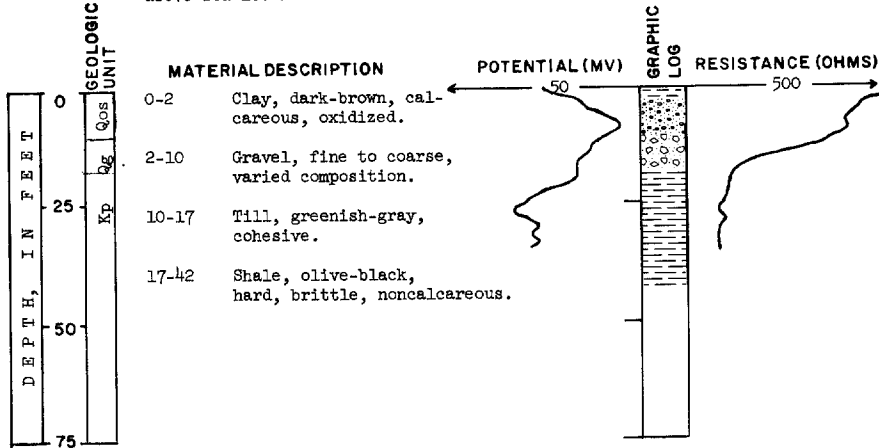 GEOLOGIC
UNIT
MATERIAL DESCRIPTION
POTENTIAL (MV)
GRAPHIC
LOG
RESISTANCE (OHMS)
50
500
DEPTH, IN FEET
0
25
50
75
Qos
Qg
Kp
0-2 Clay, dark-brown, cal-
careous, oxidized.
2-10 Gravel, fine to coarse,
varied composition.
10-17 Till, greenish-gray,
cohesive.
17-42 Shale, olive-black,
hard, brittle, noncalcareous.